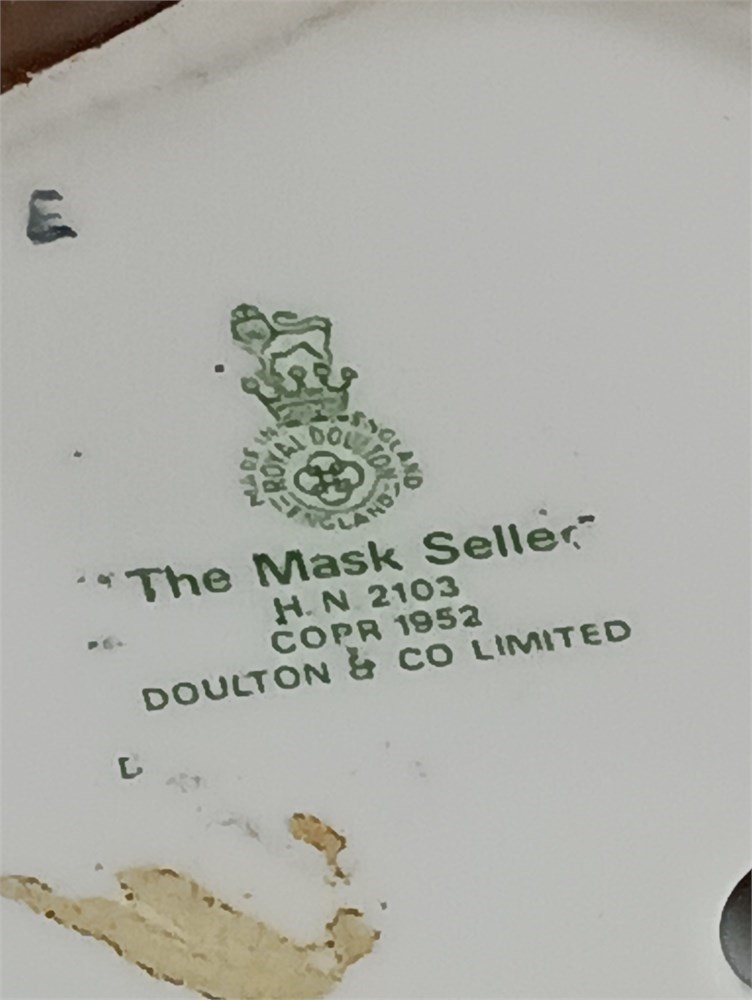 E
MADE IN ENGLAND
ROYAL DOULTON
ENGLAND
The Mask Seller
H.N. 2103
COPR 1952
DOULTON & CO LIMITED
D